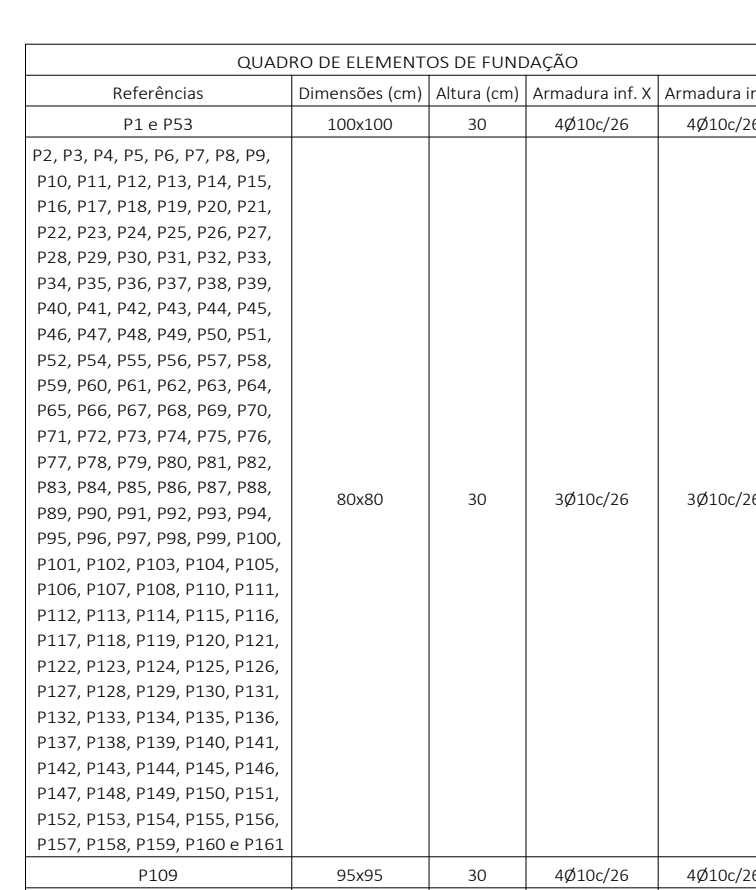 QUADRO DE ELEMENTOS DE FUNDAÇÃO
Referências Dimensões (cm) Altura (cm) Armadura inf. X Armadura
P1 e P53 100x100 30 4Ø10c/26 4Ø10c/26
P2, P3, P4, P5, P6, P7, P8, P9,
P10, P11, P12, P13, P14, P15,
P16, P17, P18, P19, P20, P21,
P22, P23, P24, P25, P26, P27,
P28, P29, P30, P31, P32, P33,
P34, P35, P36, P37, P38, P39,
P40, P41, P42, P43, P44, P45,
P46, P47, P48, P49, P50, P51,
P52, P54, P55, P56, P57, P58,
P59, P60, P61, P62, P63, P64,
P65, P66, P67, P68, P69, P70,
P71, P72, P73, P74, P75, P76,
P77, P78, P79, P80, P81, P82,
P83, P84, P85, P86, P87, P88,
P89, P90, P91, P92, P93, P94,
P95, P96, P97, P98, P99, P100,
P101, P102, P103, P104, P105,
P106, P107, P108, P110, P111,
P112, P113, P114, P115, P116,
P117, P118, P119, P120, P121,
P122, P123, P124, P125, P126,
P127, P128, P129, P130, P131,
P132, P133, P134, P135, P136,
P137, P138, P139, P140, P141,
P142, P143, P144, P145, P146,
P147, P148, P149, P150, P151,
P152, P153, P154, P155, P156,
P157, P158, P159, P160 e P161
80x80 30 3Ø10c/26 3Ø10c/26
P109 95x95 30 4Ø10c/26 4Ø10c/26